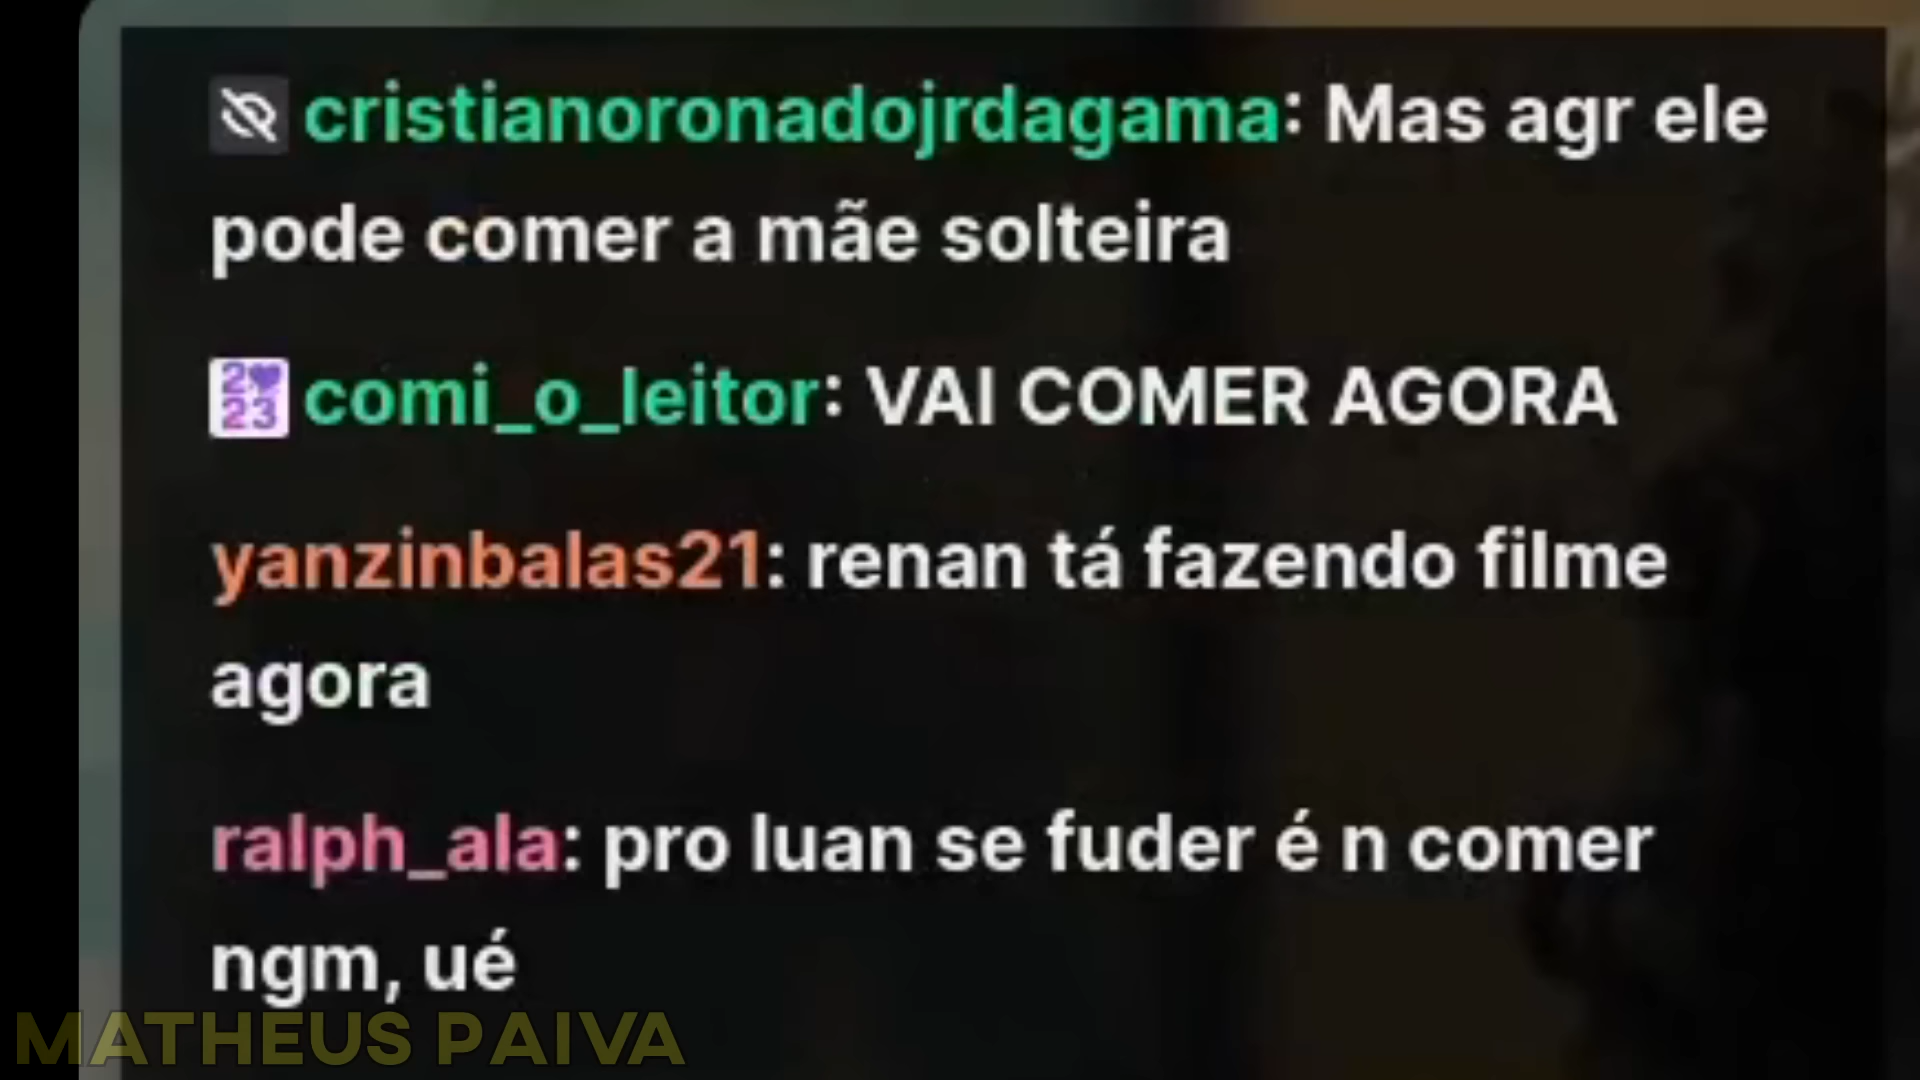 cristianoronadojrdagama: Mas agr ele
pode comer a mãe solteira
2023
comi_o_leitor: VAI COMER AGORA
yanzinbalas21: renan tá fazendo filme
agora
ralph_ala: pro luan se fuder é n comer
ngm, ué
MATHEUS PAIVA